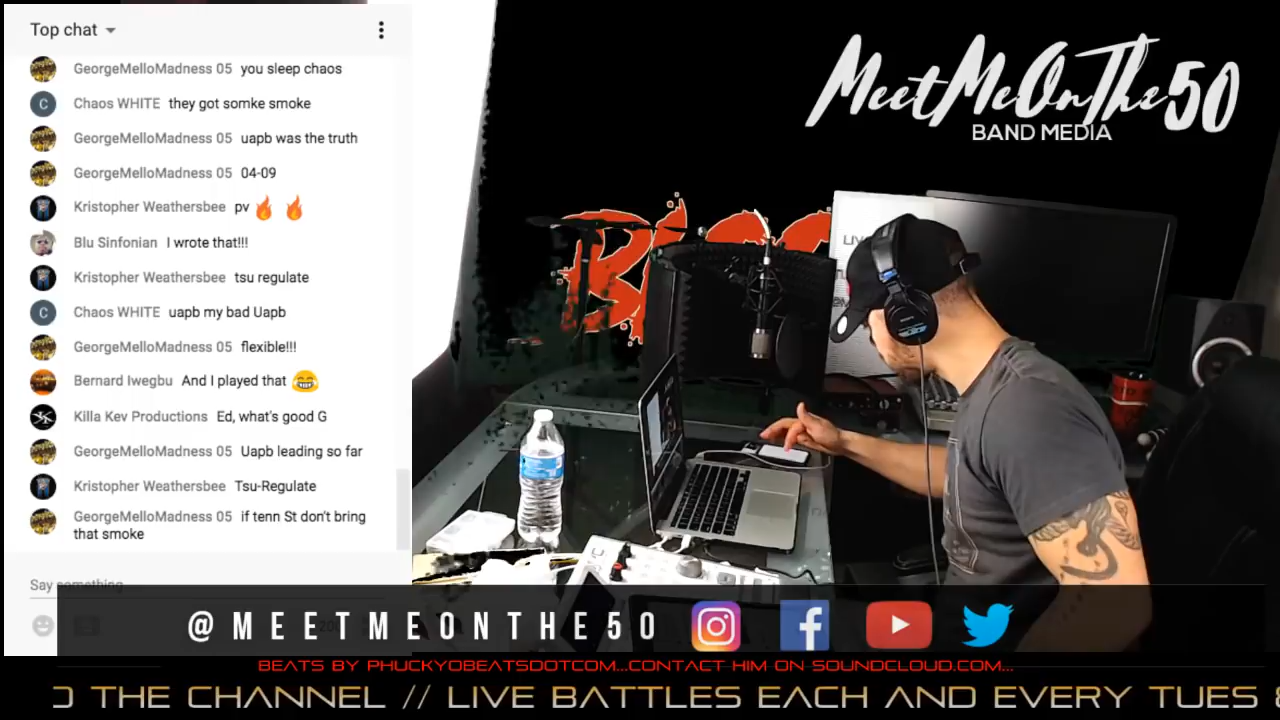 Top chat
GeorgeMelloMadness 05 you sleep chaos
C Chaos WHITE they got somke smoke
GeorgeMelloMadness 05 uapb was the truth
GeorgeMelloMadness 05 04-09
Kristopher Weathersbee pv 🔥 🔥
Blu Sinfonian I wrote that!!!
Kristopher Weathersbee tsu regulate
C Chaos WHITE uapb my bad Uapb
GeorgeMelloMadness 05 flexible!!!
Bernard Iwegbu And I played that 😂
Killa Kev Productions Ed, what's good G
GeorgeMelloMadness 05 Uapb leading so far
Kristopher Weathersbee Tsu-Regulate
GeorgeMelloMadness 05 if tenn St don't bring
that smoke
Say something...
MeetMeOnThe50
BAND MEDIA
@MEETMEONTHE50
BEATS BY PHUCKYOBEATSDOTCOM...CONTACT HIM ON SOUNDCLOUD.COM...
O THE CHANNEL // LIVE BATTLES EACH AND EVERY TUES &